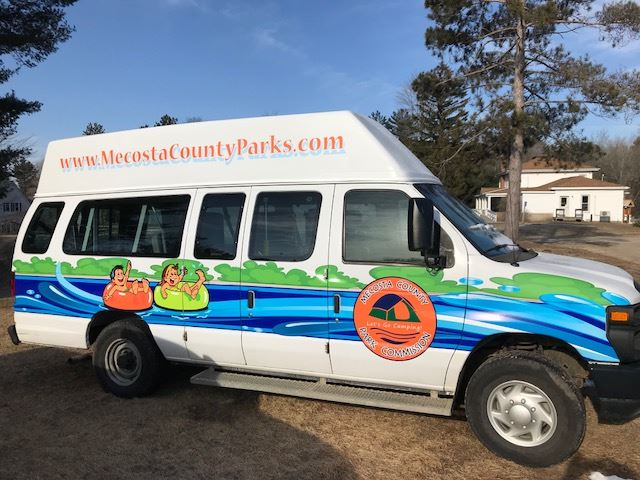 www.MecostaCountyParks.com
MECOSTA COUNTY
Let's Go Camping
PARK COMMISSION